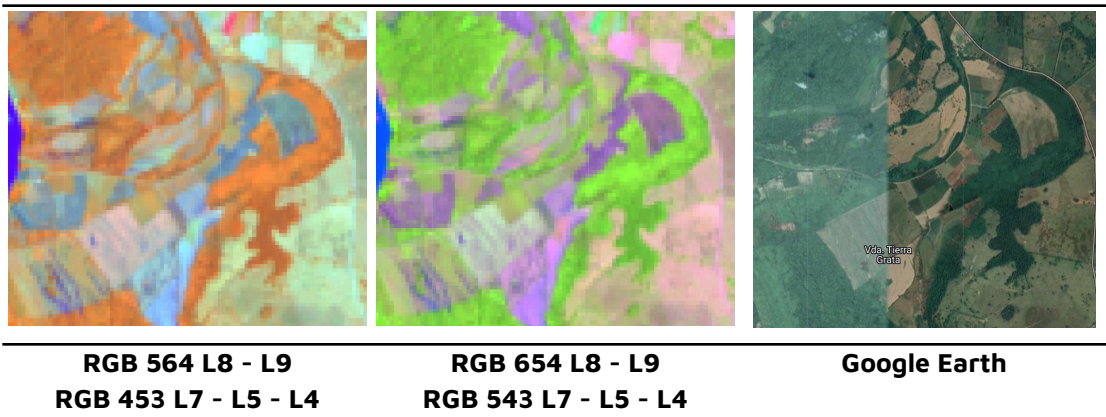 Vda. Tierra
Grata
RGB 564 L8 - L9
RGB 453 L7 - L5 - L4
RGB 654 L8 - L9
RGB 543 L7 - L5 - L4
Google Earth